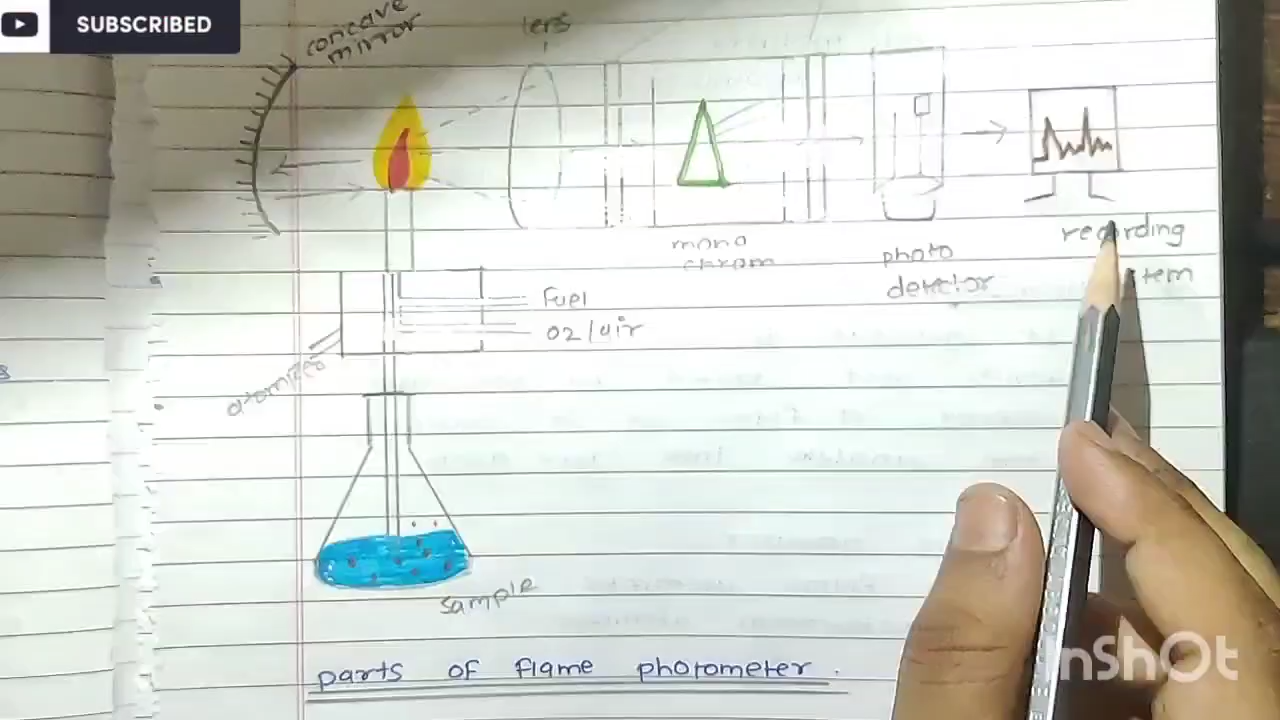 SUBSCRIBED
concave
mirror
lens
mono
chrom
photo
detector
recording
tem
Fuel
O2/air
atomizer
sample
parts of flame photometer.
InShOt